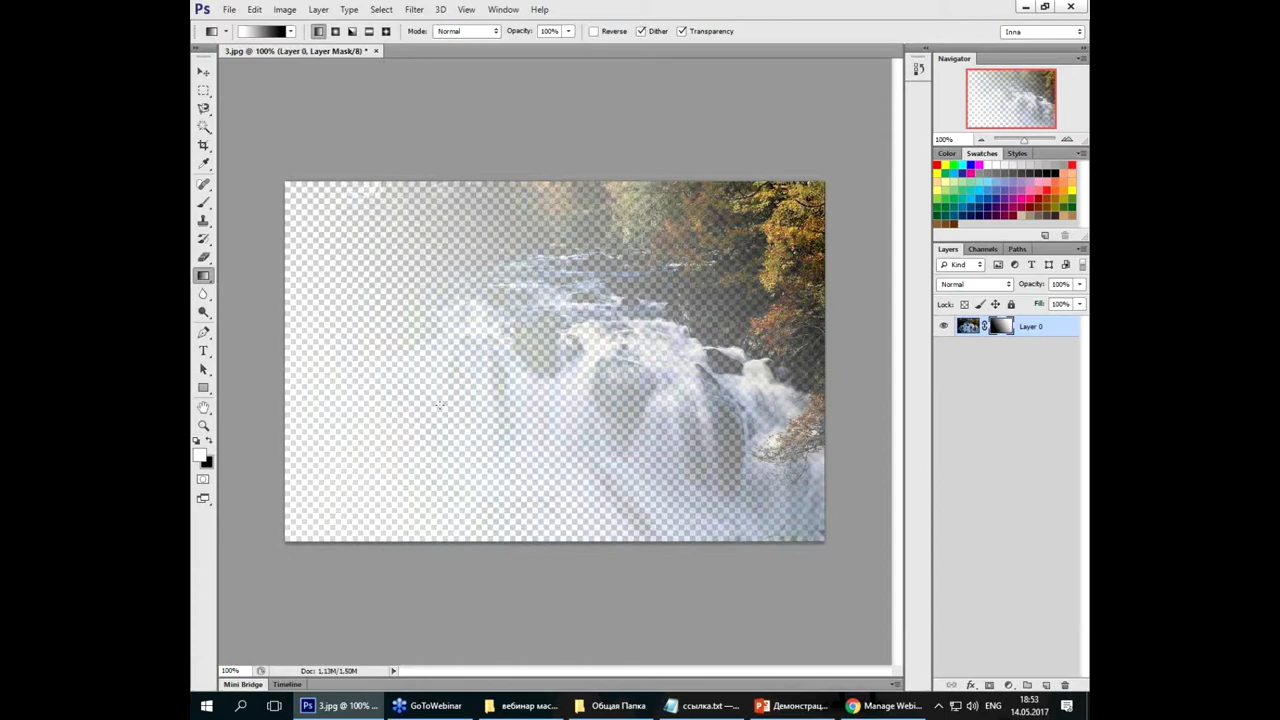 Ps File Edit Image Layer Type Select Filter 3D View Window Help
Mode: Normal Opacity: 100% Reverse Dither Transparency Inna
3.jpg @ 100% (Layer 0, Layer Mask/8) * ×
Navigator
100%
Color Swatches Styles
Layers Channels Paths
Kind
Normal Opacity: 100%
Lock: Fill: 100%
Layer 0
100% Doc: 1.13M/1.50M
Mini Bridge Timeline
3.jpg @ 100% ... GoToWebinar вебинар мас... Общая Папка ссылка.txt —... Демонстрац... Manage Webi... ENG 18:53
14.05.2017